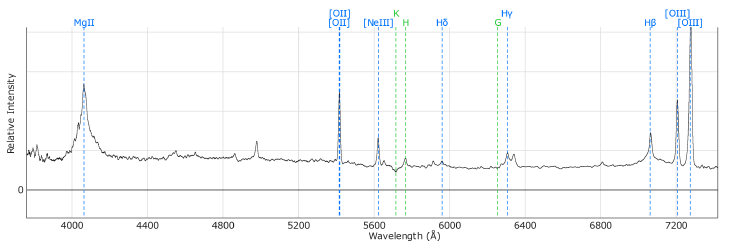 [OII] K Hγ [OIII]
MgII [OII] [NeIII] H Hδ G Hβ [OIII]
Relative Intensity
0
4000 4400 4800 5200 5600 6000 6400 6800 7200
Wavelength (Å)